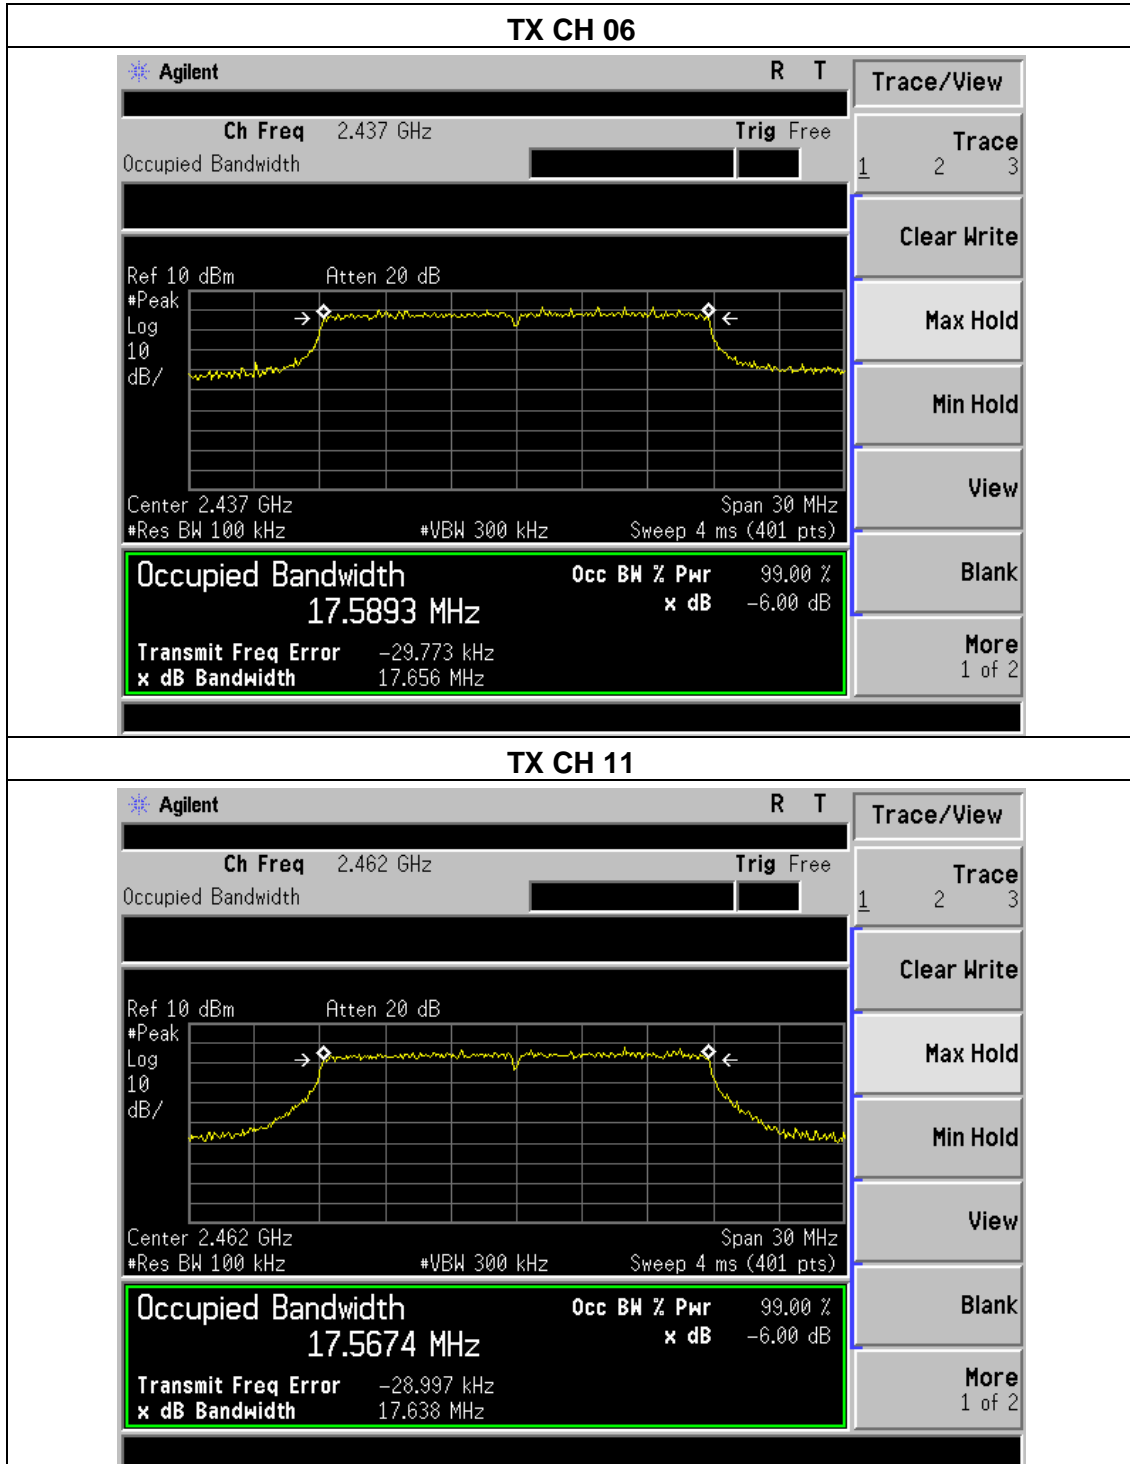 TX CH 06
Agilent R T
Trace/View
Ch Freq 2.437 GHz Trig Free
Occupied Bandwidth
Trace
1 2 3
Clear Write
Ref 10 dBm Atten 20 dB
#Peak
Log
10
dB/
Max Hold
Min Hold
View
Center 2.437 GHz Span 30 MHz
#Res BW 100 kHz #VBW 300 kHz Sweep 4 ms (401 pts)
Occupied Bandwidth Occ BW % Pwr 99.00 %
17.5893 MHz x dB -6.00 dB
Blank
Transmit Freq Error -29.773 kHz
x dB Bandwidth 17.656 MHz
More
1 of 2
TX CH 11
Agilent R T
Trace/View
Ch Freq 2.462 GHz Trig Free
Occupied Bandwidth
Trace
1 2 3
Clear Write
Ref 10 dBm Atten 20 dB
#Peak
Log
10
dB/
Max Hold
Min Hold
View
Center 2.462 GHz Span 30 MHz
#Res BW 100 kHz #VBW 300 kHz Sweep 4 ms (401 pts)
Occupied Bandwidth Occ BW % Pwr 99.00 %
17.5674 MHz x dB -6.00 dB
Blank
Transmit Freq Error -28.997 kHz
x dB Bandwidth 17.638 MHz
More
1 of 2